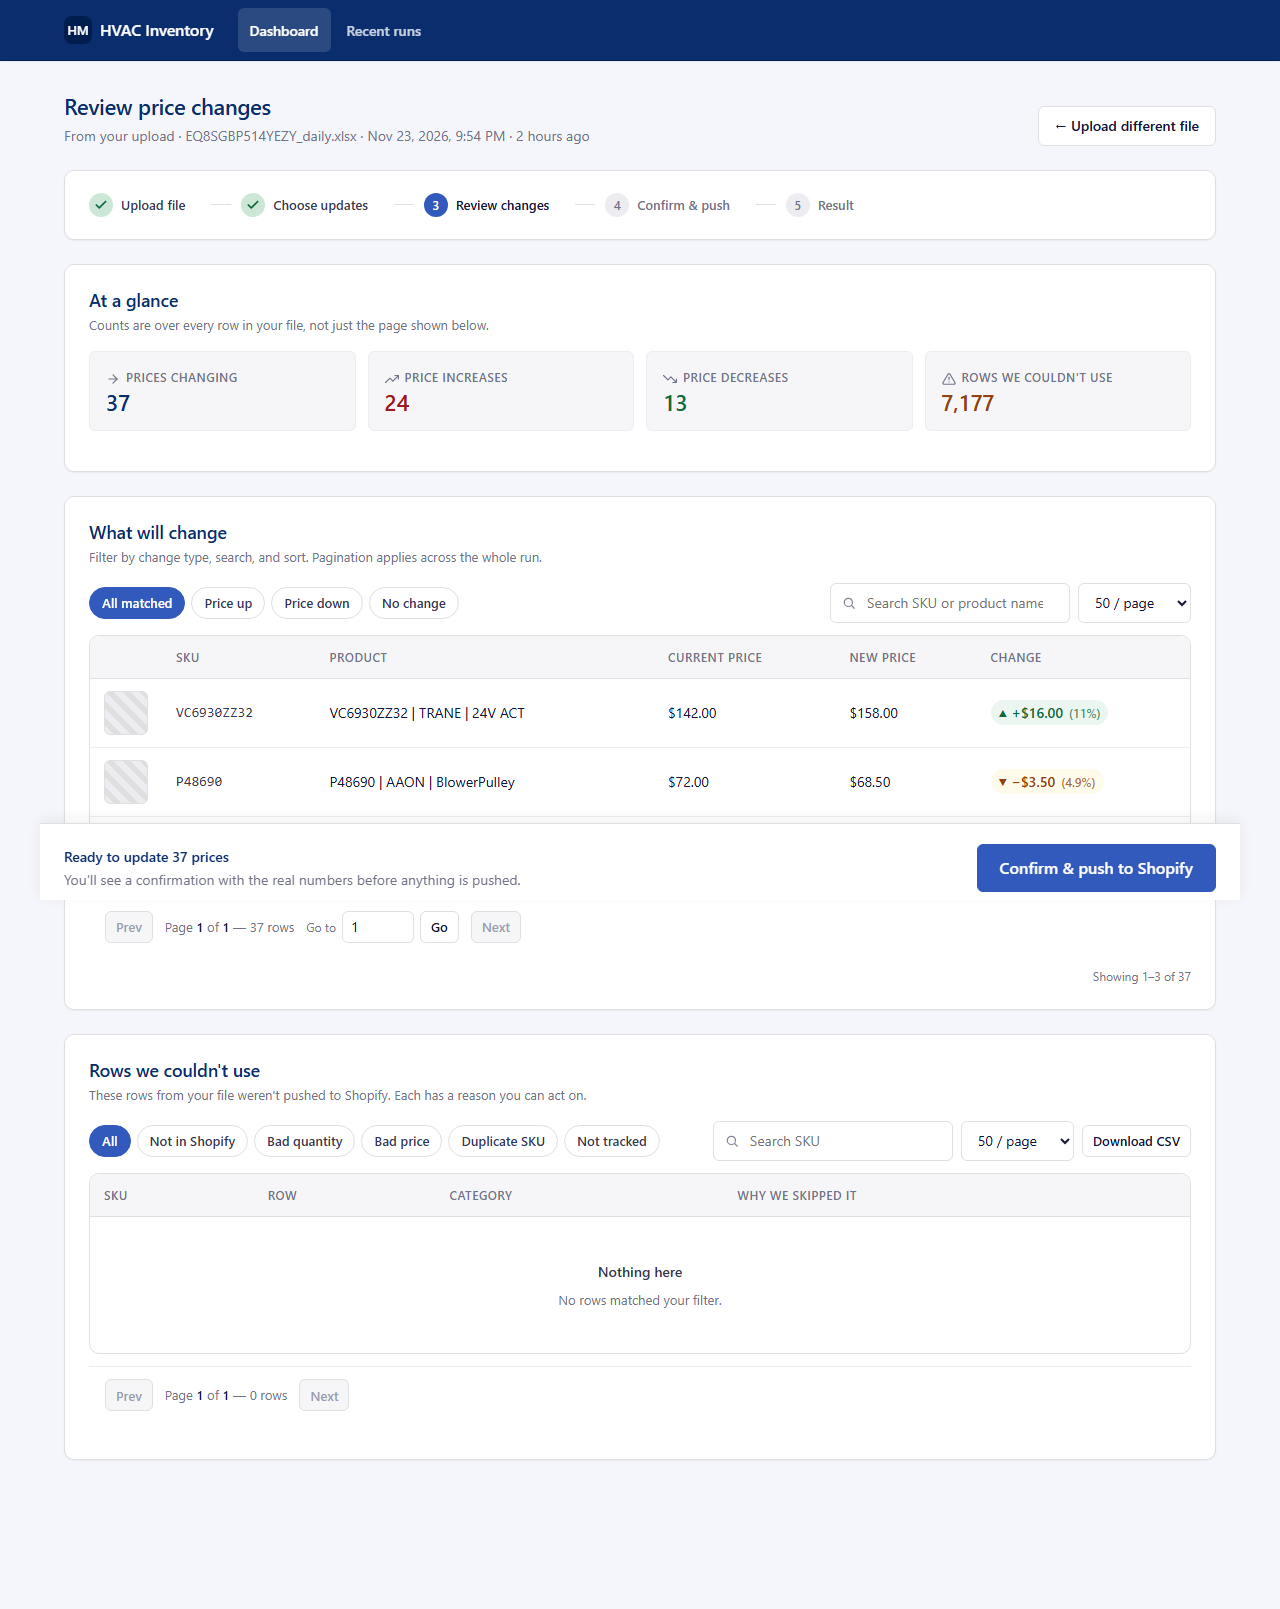 HM HVAC Inventory Dashboard Recent runs
Review price changes
From your upload · EQ8SGBP514YEZY_daily.xlsx · Nov 23, 2026, 9:54 PM · 2 hours ago
← Upload different file
Upload file Choose updates 3 Review changes 4 Confirm & push 5 Result
At a glance
Counts are over every row in your file, not just the page shown below.
PRICES CHANGING
37
PRICE INCREASES
24
PRICE DECREASES
13
ROWS WE COULDN'T USE
7,177
What will change
Filter by change type, search, and sort. Pagination applies across the whole run.
All matched Price up Price down No change Search SKU or product name 50 / page
SKU PRODUCT CURRENT PRICE NEW PRICE CHANGE
VC6930ZZ32 VC6930ZZ32 | TRANE | 24V ACT $142.00 $158.00 ▲ +$16.00 (11%)
P48690 P48690 | AAON | BlowerPulley $72.00 $68.50 ▼ −$3.50 (4.9%)
Ready to update 37 prices
You'll see a confirmation with the real numbers before anything is pushed.
Confirm & push to Shopify
Prev Page 1 of 1 — 37 rows Go to 1 Go Next
Showing 1–3 of 37
Rows we couldn't use
These rows from your file weren't pushed to Shopify. Each has a reason you can act on.
All Not in Shopify Bad quantity Bad price Duplicate SKU Not tracked Search SKU 50 / page Download CSV
SKU ROW CATEGORY WHY WE SKIPPED IT
Nothing here
No rows matched your filter.
Prev Page 1 of 1 — 0 rows Next